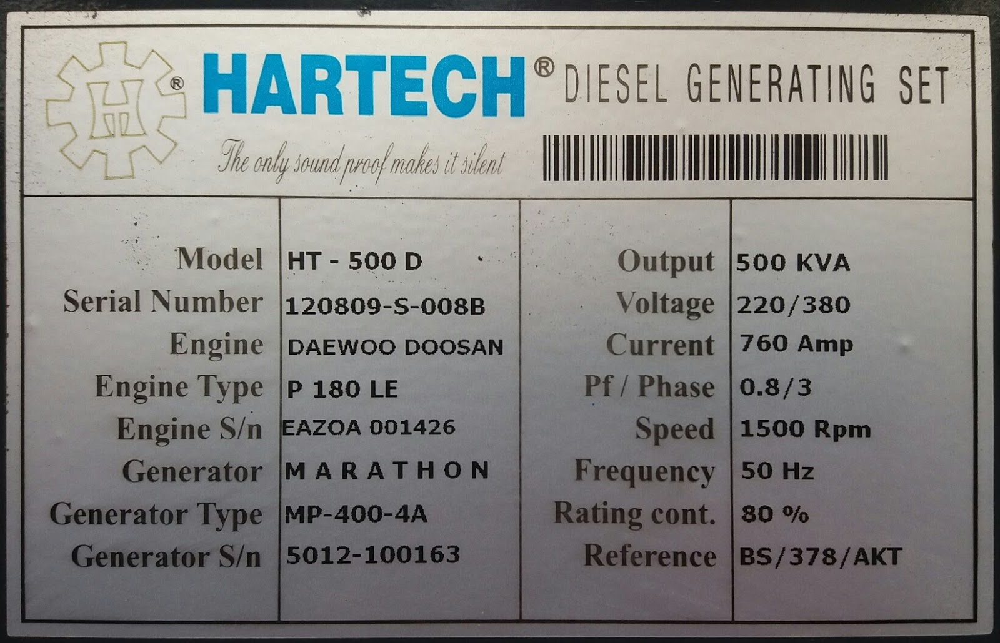 H ®
HARTECH® DIESEL GENERATING SET
The only sound proof makes it silent
Model HT - 500 D
Serial Number 120809-S-008B
Engine DAEWOO DOOSAN
Engine Type P 180 LE
Engine S/n EAZOA 001426
Generator M A R A T H O N
Generator Type MP-400-4A
Generator S/n 5012-100163
Output 500 KVA
Voltage 220/380
Current 760 Amp
Pf / Phase 0.8/3
Speed 1500 Rpm
Frequency 50 Hz
Rating cont. 80 %
Reference BS/378/AKT